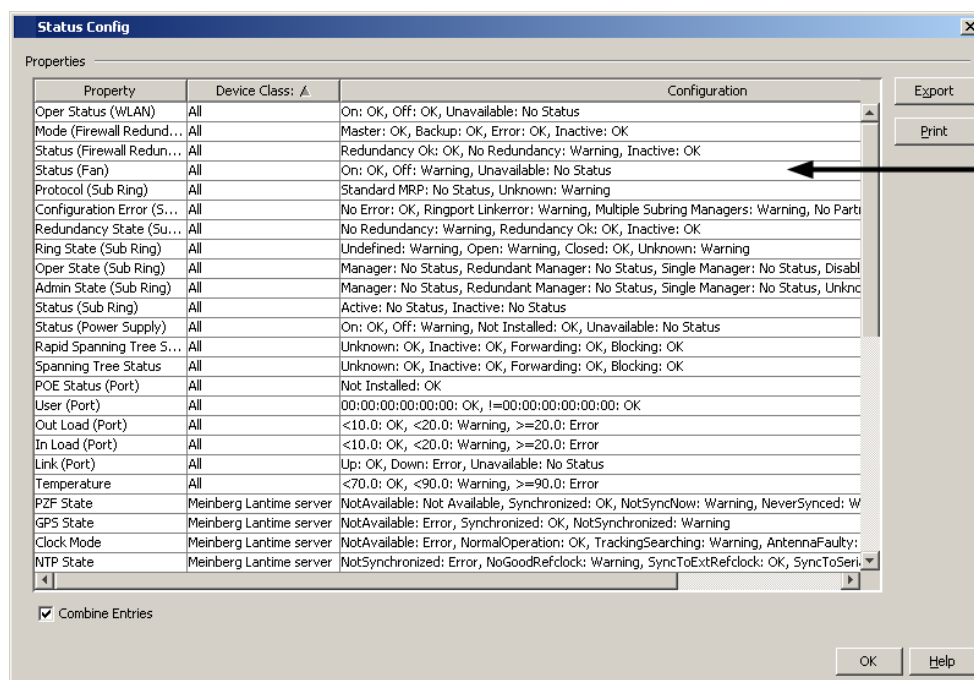 Status Config
Properties
Property Device Class: Configuration
Oper Status (WLAN) All On: OK, Off: OK, Unavailable: No Status
Mode (Firewall Redund... All Master: OK, Backup: OK, Error: OK, Inactive: OK
Status (Firewall Redun... All Redundancy Ok: OK, No Redundancy: Warning, Inactive: OK
Status (Fan) All On: OK, Off: Warning, Unavailable: No Status
Protocol (Sub Ring) All Standard MRP: No Status, Unknown: Warning
Configuration Error (S... All No Error: OK, Ringport Linkerror: Warning, Multiple Subring Managers: Warning, No Parti
Redundancy State (Su... All No Redundancy: Warning, Redundancy Ok: OK, Inactive: OK
Ring State (Sub Ring) All Undefined: Warning, Open: Warning, Closed: OK, Unknown: Warning
Oper State (Sub Ring) All Manager: No Status, Redundant Manager: No Status, Single Manager: No Status, Disabl
Admin State (Sub Ring) All Manager: No Status, Redundant Manager: No Status, Single Manager: No Status, Unkno
Status (Sub Ring) All Active: No Status, Inactive: No Status
Status (Power Supply) All On: OK, Off: Warning, Not Installed: OK, Unavailable: No Status
Rapid Spanning Tree S... All Unknown: OK, Inactive: OK, Forwarding: OK, Blocking: OK
Spanning Tree Status All Unknown: OK, Inactive: OK, Forwarding: OK, Blocking: OK
POE Status (Port) All Not Installed: OK
User (Port) All 00:00:00:00:00:00: OK, !=00:00:00:00:00:00: OK
Out Load (Port) All <10.0: OK, <20.0: Warning, >=20.0: Error
In Load (Port) All <10.0: OK, <20.0: Warning, >=20.0: Error
Link (Port) All Up: OK, Down: Error, Unavailable: No Status
Temperature All <70.0: OK, <90.0: Warning, >=90.0: Error
PZF State Meinberg Lantime server NotAvailable: Not Available, Synchronized: OK, NotSyncNow: Warning, NeverSynced: W
GPS State Meinberg Lantime server NotAvailable: Error, Synchronized: OK, NotSynchronized: Warning
Clock Mode Meinberg Lantime server NotAvailable: Error, NormalOperation: OK, TrackingSearching: Warning, AntennaFaulty:
NTP State Meinberg Lantime server NotSynchronized: Error, NoGoodRefclock: Warning, SyncToExtRefclock: OK, SyncToSeri
Export
Print
Combine Entries
OK Help